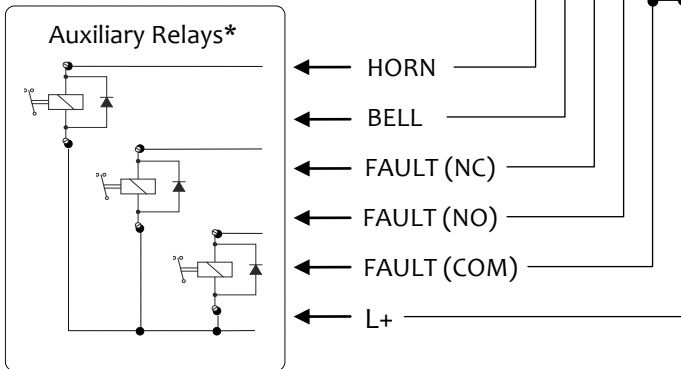 Auxiliary Relays*
HORN
BELL
FAULT (NC)
FAULT (NO)
FAULT (COM)
L+